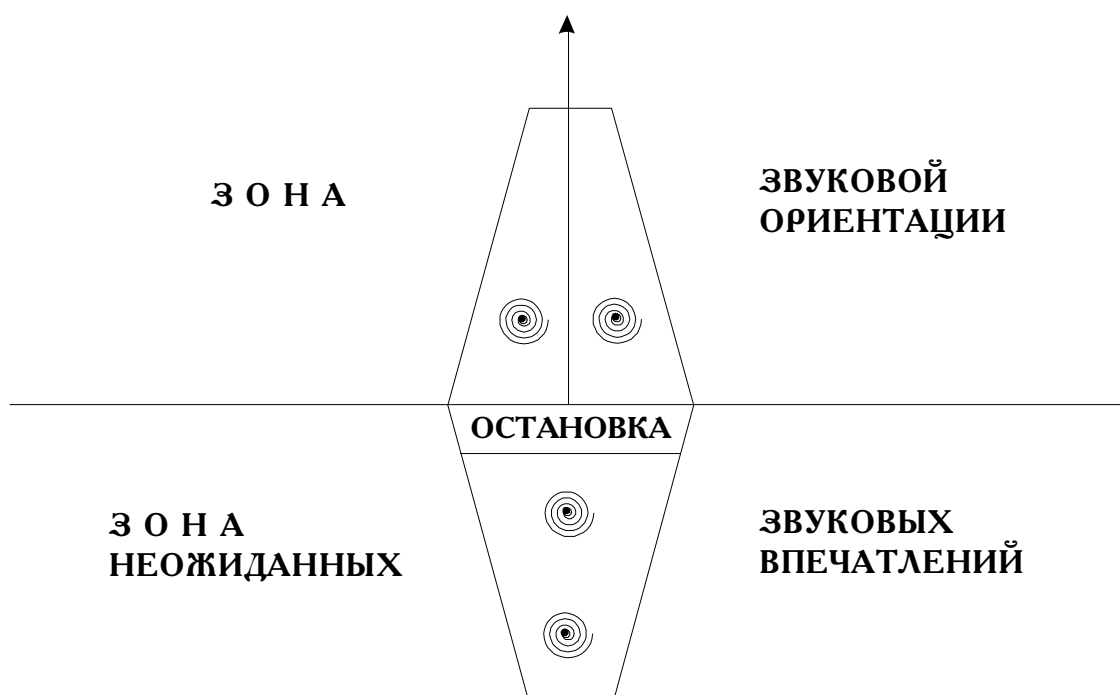 З О Н А
ЗВУКОВОЙ
ОРИЕНТАЦИИ
ОСТАНОВКА
З О Н А
НЕОЖИДАННЫХ
ЗВУКОВЫХ
ВПЕЧАТЛЕНИЙ